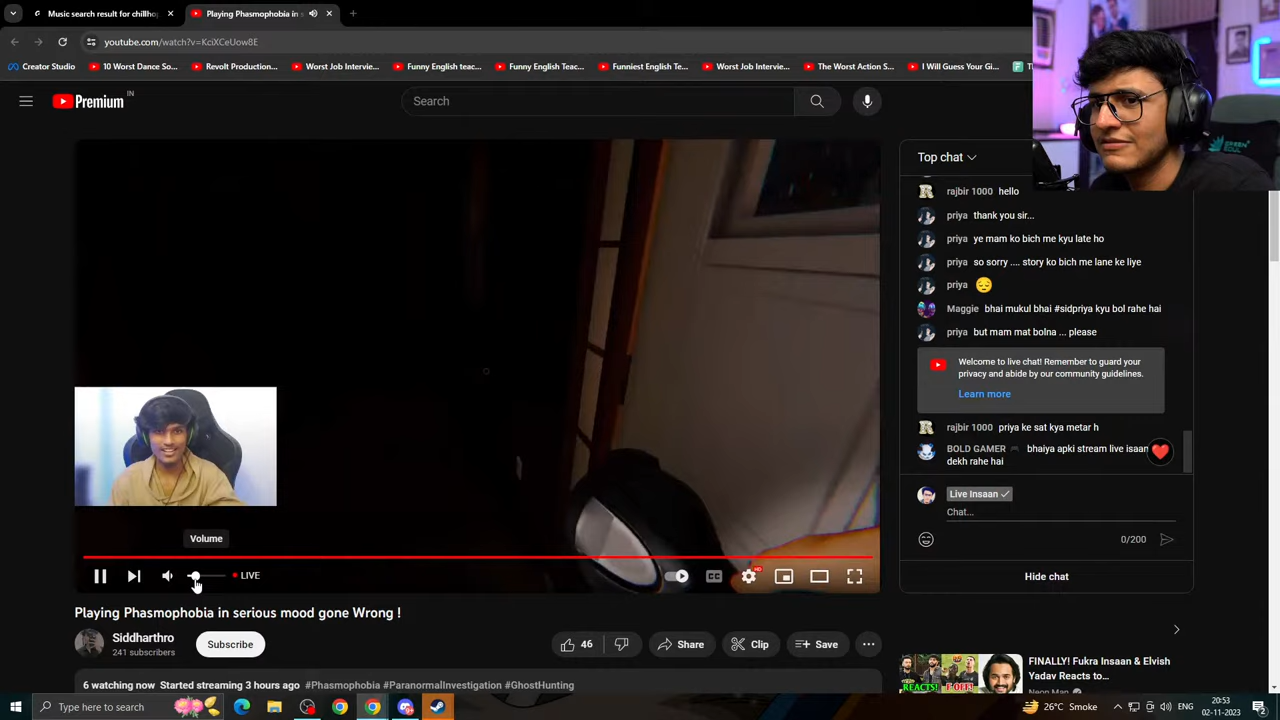 Music search result for chillho
Playing Phasmophobia in s
youtube.com/watch?v=KciXCeUow8E
Creator Studio
10 Worst Dance So...
Revolt Production...
Worst Job Intervie...
Funny English teac...
Funny English Teac...
Funniest English Te...
Worst Job Intervie...
The Worst Action S...
I Will Guess Your Gi...
Premium IN
Search
Top chat
rajbir 1000 hello
priya thank you sir...
priya ye mam ko bich me kyu late ho
priya so sorry .... story ko bich me lane ke liye
priya 😔
Maggie bhai mukul bhai #sidpriya kyu bol rahe hai
priya but mam mat bolna ... please
Welcome to live chat! Remember to guard your
privacy and abide by our community guidelines.
Learn more
rajbir 1000 priya ke sat kya metar h
BOLD GAMER 🎮 bhaiya apki stream live isaan
dekh rahe hai
Live Insaan
Chat...
0/200
Hide chat
GREEN
SOUL
Volume
LIVE
CC
HD
Playing Phasmophobia in serious mood gone Wrong !
Siddharthro
241 subscribers
Subscribe
46
Share
Clip
Save
6 watching now Started streaming 3 hours ago #Phasmophobia #ParanormalInvestigation #GhostHunting
REACTS!
FINALLY! Fukra Insaan & Elvish
Yadav Reacts to...
Neon Man
Type here to search
26°C Smoke
ENG
20:53
02-11-2023
2